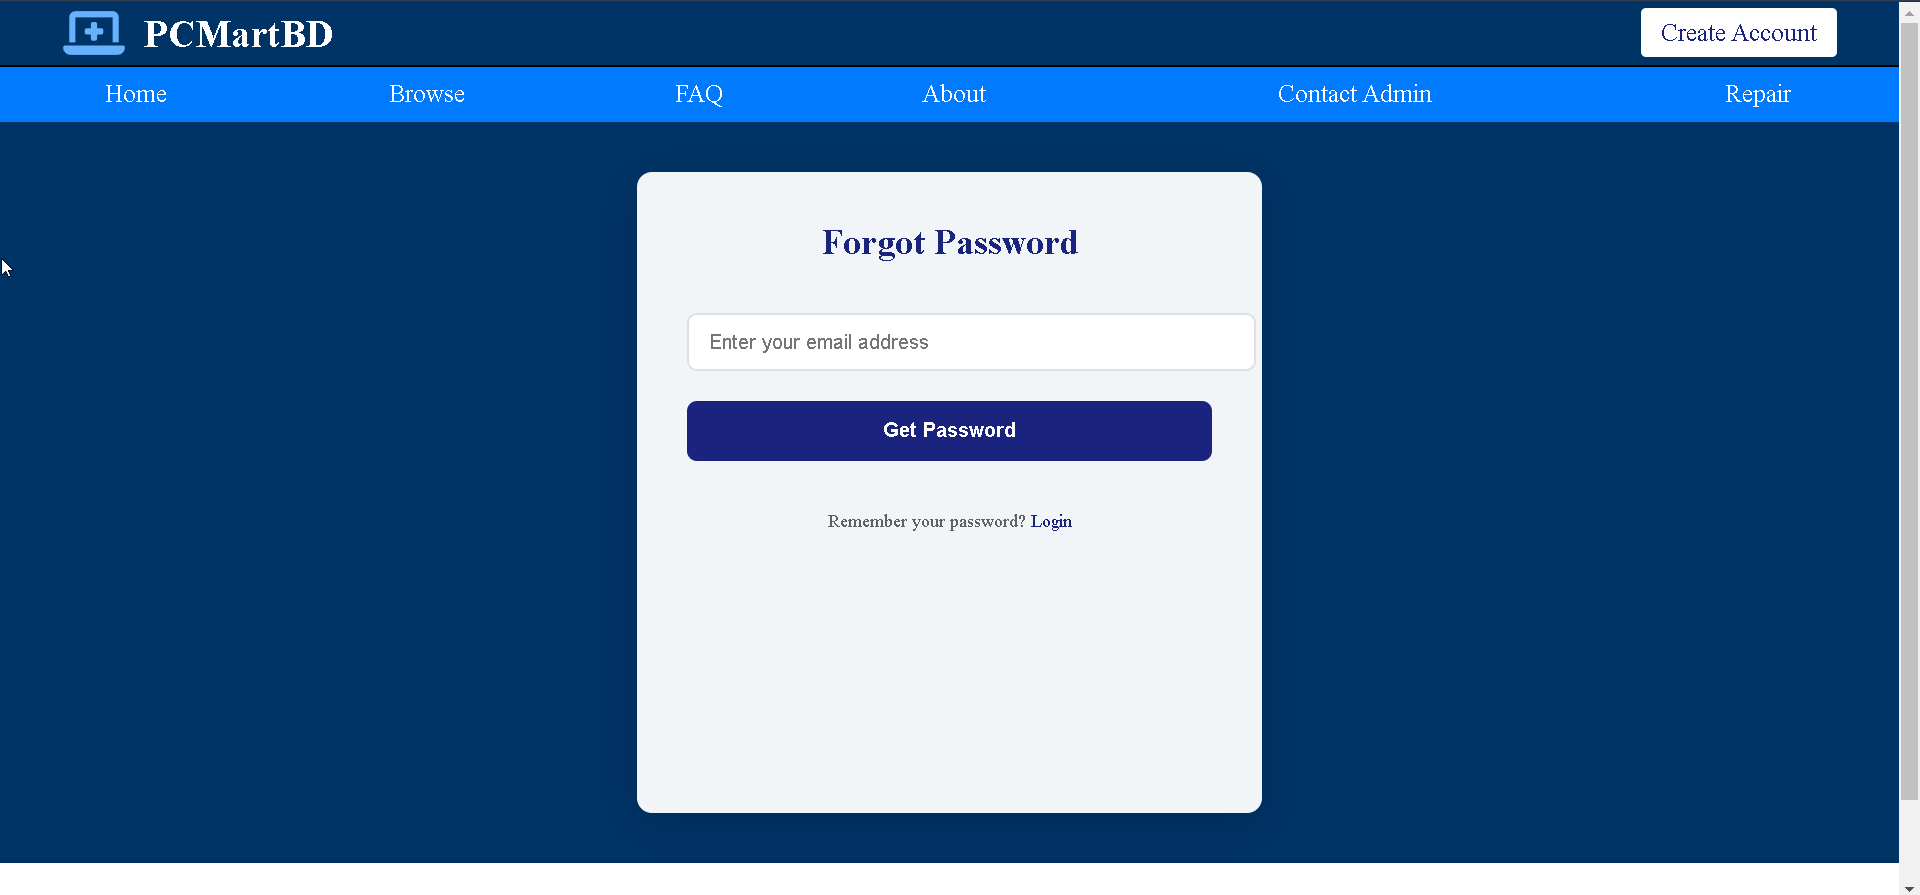 PCMartBD
Create Account
Home Browse FAQ About Contact Admin Repair
Forgot Password
Enter your email address
Get Password
Remember your password? Login